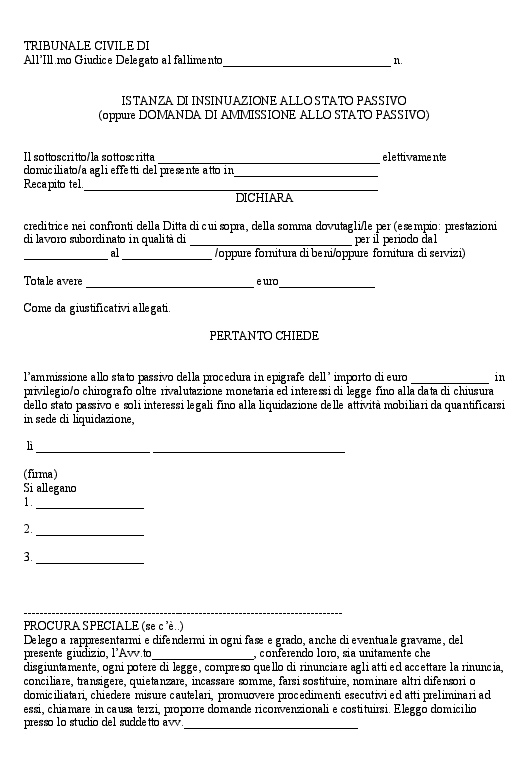 TRIBUNALE CIVILE DI
All'Ill.mo Giudice Delegato al fallimento____________________________ n.
ISTANZA DI INSINUAZIONE ALLO STATO PASSIVO
(oppure DOMANDA DI AMMISSIONE ALLO STATO PASSIVO)
Il sottoscritto/la sottoscritta _____________________________________ elettivamente
domiciliato/a agli effetti del presente atto in________________________
Recapito tel._________________________________________________
DICHIARA
creditrice nei confronti della Ditta di cui sopra, della somma dovutagli/le per (esempio: prestazioni
di lavoro subordinato in qualità di ___________________________ per il periodo dal
______________ al _______________ /oppure fornitura di beni/oppure fornitura di servizi)
Totale avere ____________________________ euro________________
Come da giustificativi allegati.
PERTANTO CHIEDE
l'ammissione allo stato passivo della procedura in epigrafe dell' importo di euro _____________ in
privilegio/o chirografo oltre rivalutazione monetaria ed interessi di legge fino alla data di chiusura
dello stato passivo e soli interessi legali fino alla liquidazione delle attività mobiliari da quantificarsi
in sede di liquidazione,
lì ___________________ ________________________________
(firma)
Si allegano
1. __________________
2. __________________
3. __________________
--------------------------------------------------------------------------------
PROCURA SPECIALE (se c'è..)
Delego a rappresentarmi e difendermi in ogni fase e grado, anche di eventuale gravame, del
presente giudizio, l'Avv.to_________________, conferendo loro, sia unitamente che
disgiuntamente, ogni potere di legge, compreso quello di rinunciare agli atti ed accettare la rinuncia,
conciliare, transigere, quietanzare, incassare somme, farsi sostituire, nominare altri difensori o
domiciliatari, chiedere misure cautelari, promuovere procedimenti esecutivi ed atti preliminari ad
essi, chiamare in causa terzi, proporre domande riconvenzionali e costituirsi. Eleggo domicilio
presso lo studio del suddetto avv._____________________________